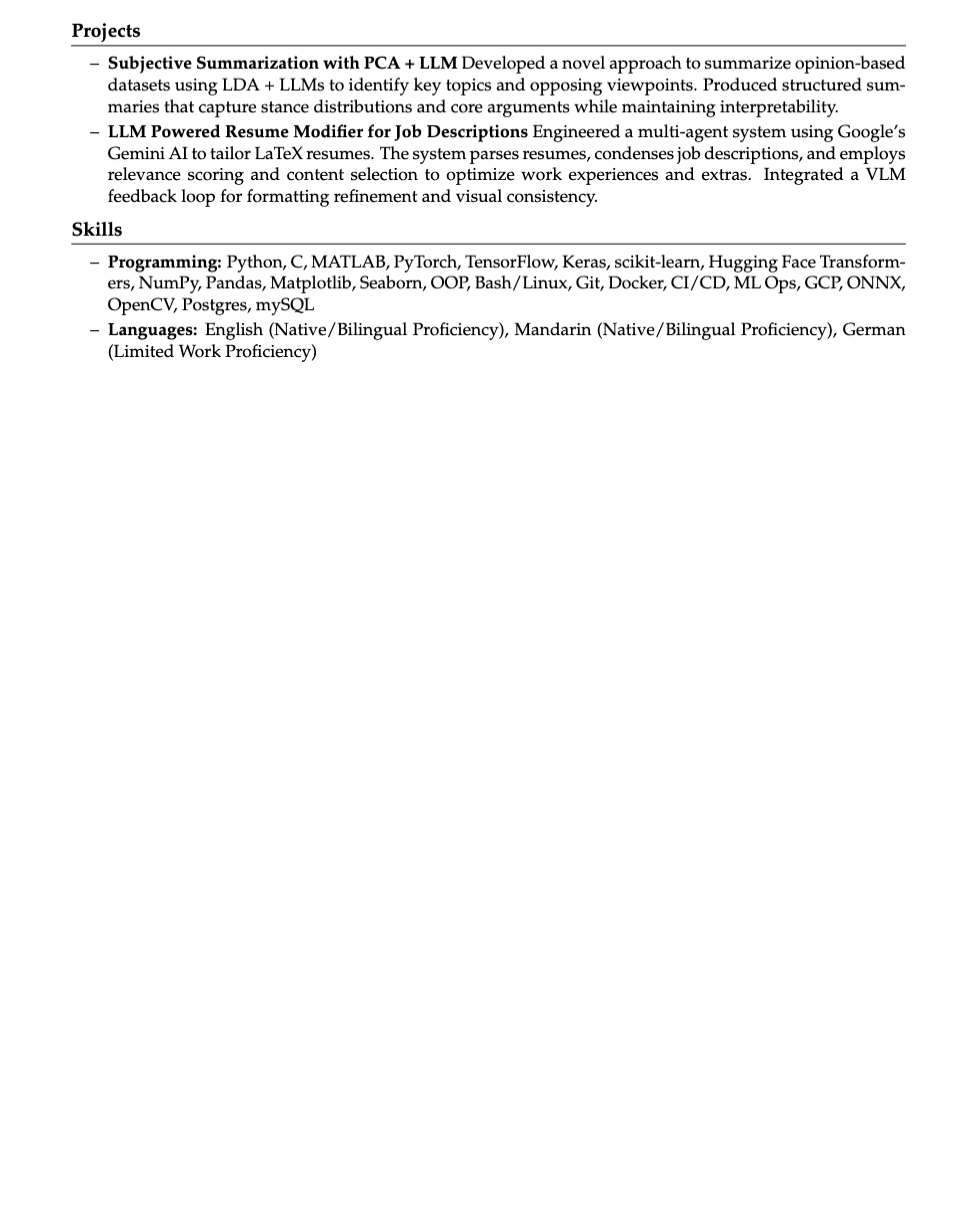 Projects
– Subjective Summarization with PCA + LLM Developed a novel approach to summarize opinion-based
datasets using LDA + LLMs to identify key topics and opposing viewpoints. Produced structured sum-
maries that capture stance distributions and core arguments while maintaining interpretability.
– LLM Powered Resume Modifier for Job Descriptions Engineered a multi-agent system using Google's
Gemini AI to tailor LaTeX resumes. The system parses resumes, condenses job descriptions, and employs
relevance scoring and content selection to optimize work experiences and extras. Integrated a VLM
feedback loop for formatting refinement and visual consistency.
Skills
– Programming: Python, C, MATLAB, PyTorch, TensorFlow, Keras, scikit-learn, Hugging Face Transform-
ers, NumPy, Pandas, Matplotlib, Seaborn, OOP, Bash/Linux, Git, Docker, CI/CD, ML Ops, GCP, ONNX,
OpenCV, Postgres, mySQL
– Languages: English (Native/Bilingual Proficiency), Mandarin (Native/Bilingual Proficiency), German
(Limited Work Proficiency)